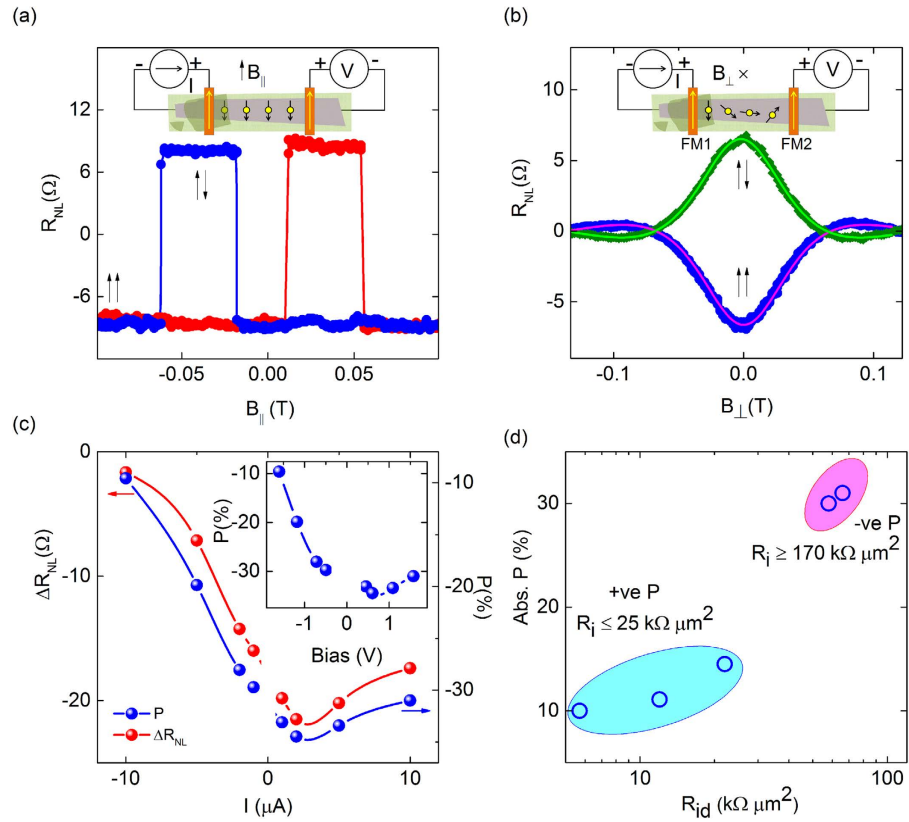 (a)
- + I ↑ B∥ + V -
12
6
0
-6
R_NL(Ω)
↑↓
↑↑
-0.05 0.00 0.05
B∥ (T)
(b)
- + I B⊥ × + V -
FM1 FM2
10
5
0
-5
R_NL(Ω)
↑↓
↑↑
-0.1 0.0 0.1
B⊥(T)
(c)
0
-10
-20
ΔR_NL(Ω)
-10
-20
-30
P(%)
-10
-20
-30
P(%)
-1 0 1
Bias (V)
P
ΔR_NL
-10 -5 0 5 10
I (μA)
(d)
30
20
10
Abs. P (%)
-ve P
R_i ≥ 170 kΩ μm²
+ve P
R_i ≤ 25 kΩ μm²
10 100
R_id (kΩ μm²)